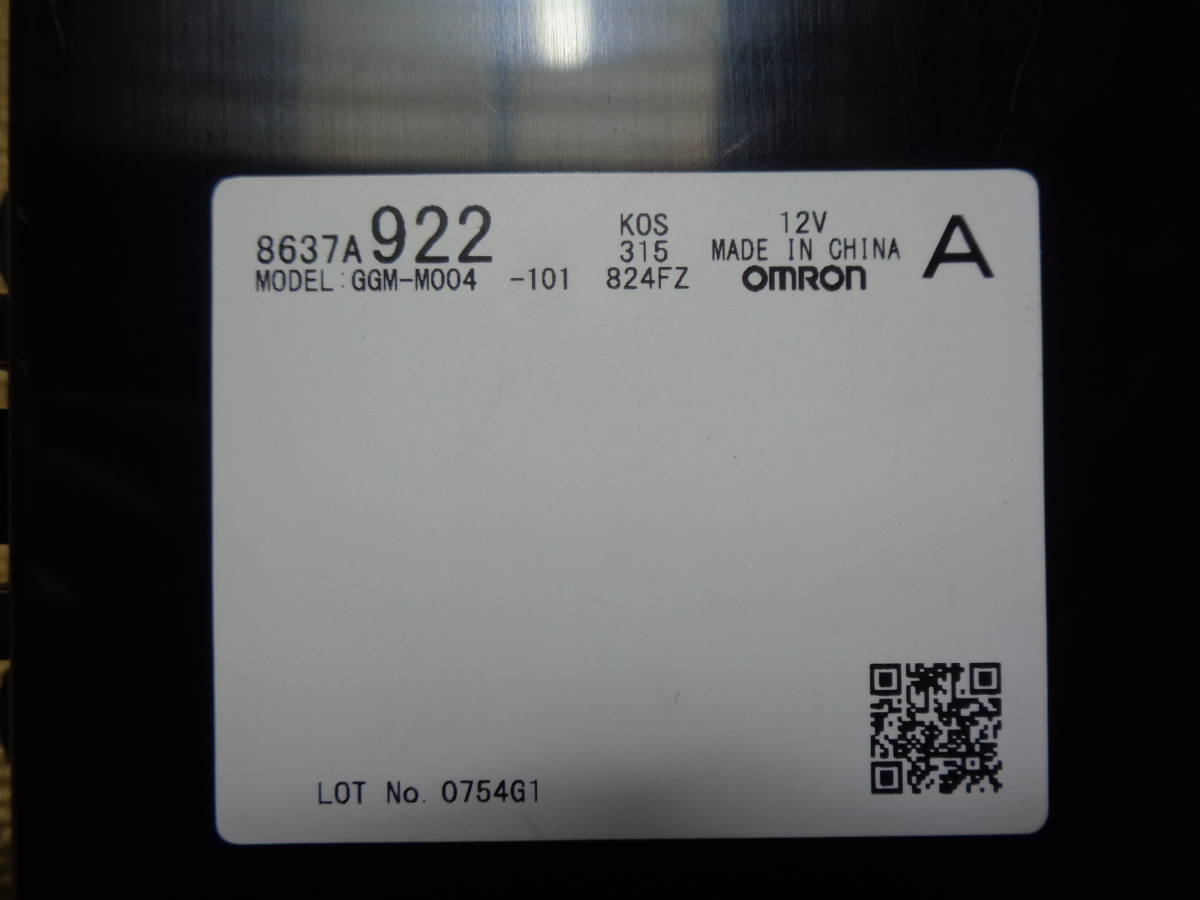 8637A922 KOS 12V A
315 MADE IN CHINA
MODEL:GGM-M004 -101 824FZ OMRON
LOT No. 0754G1